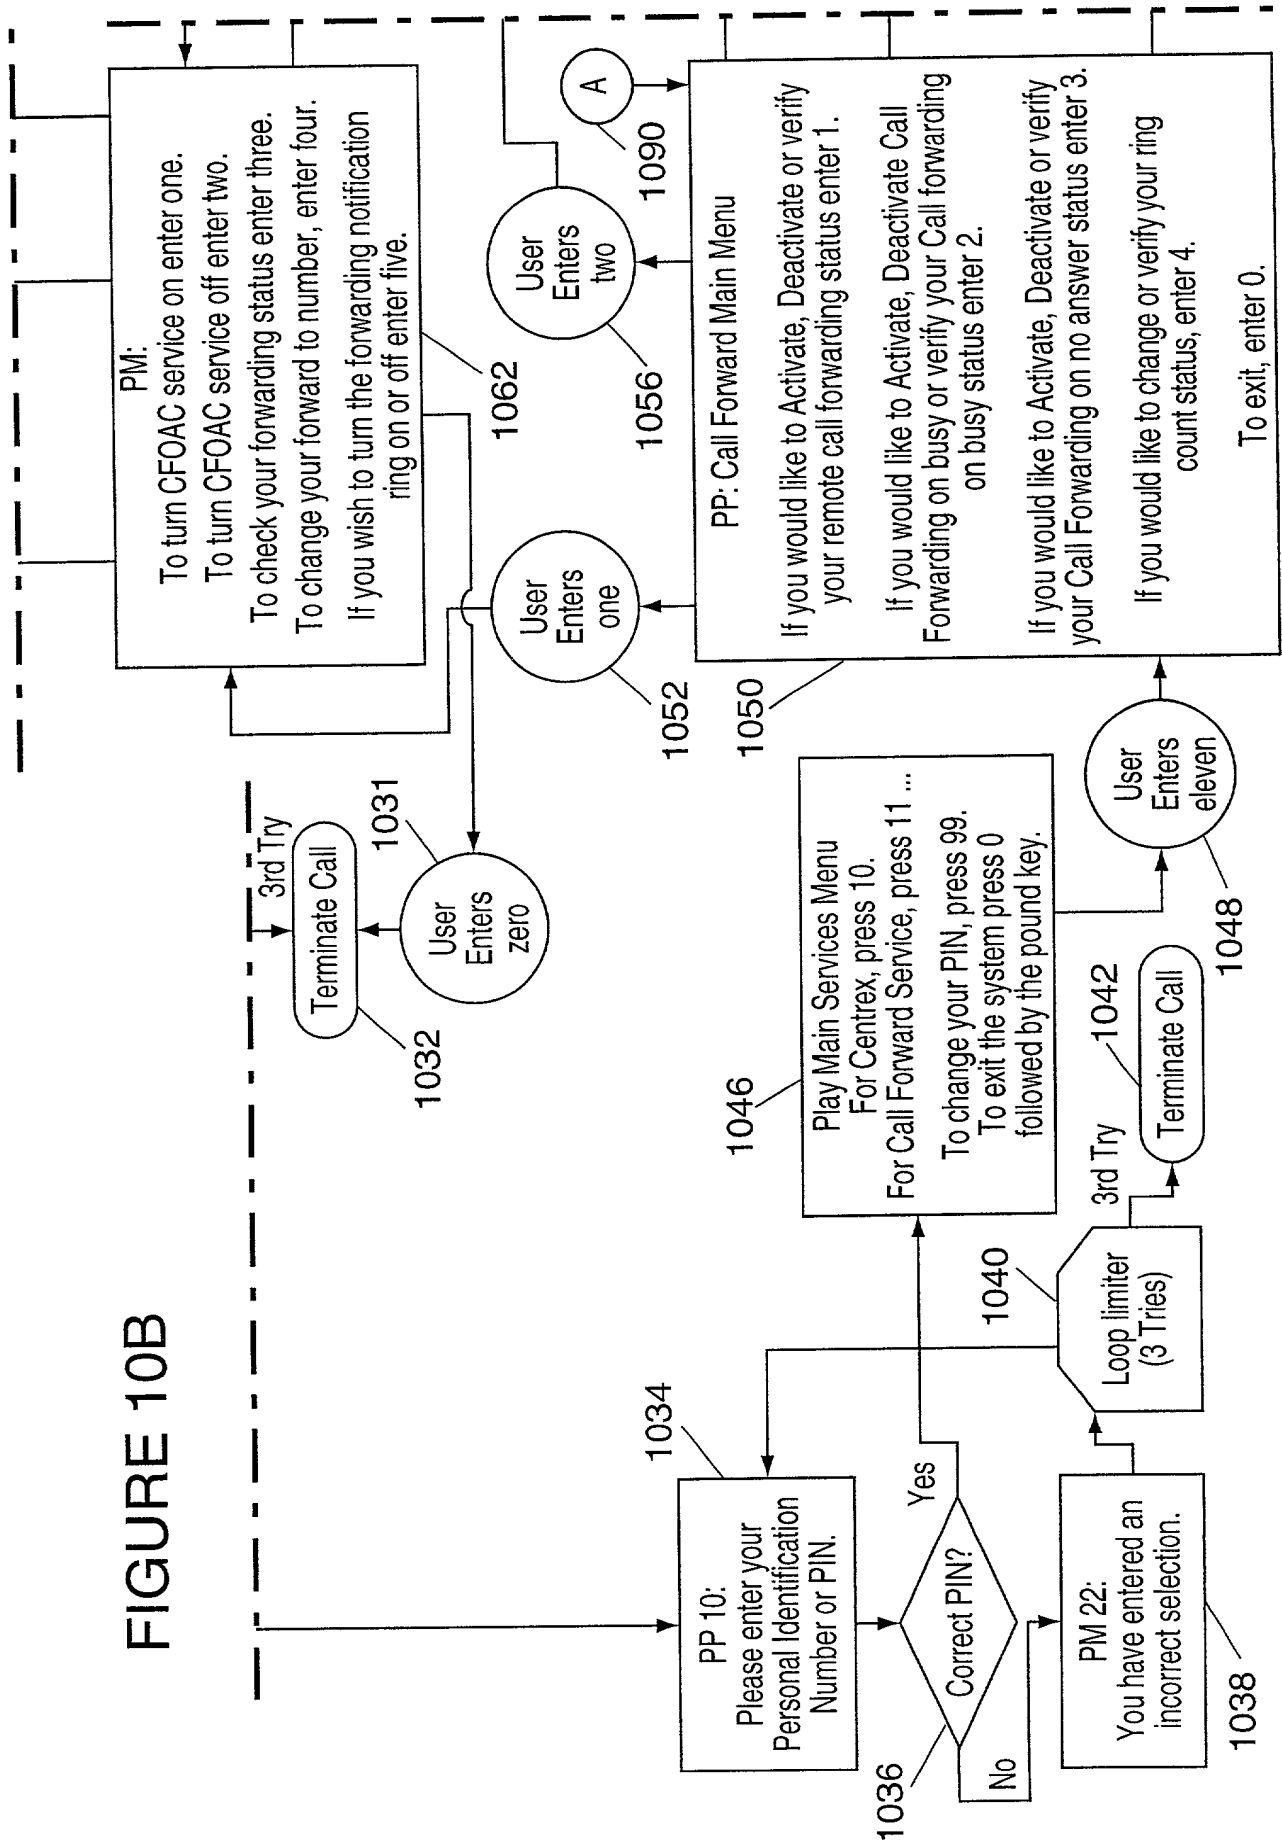 FIGURE 10B
PP 10:
Please enter your
Personal Identification
Number or PIN.
1034
Correct PIN?
1036
Yes
No
PM 22:
You have entered an
incorrect selection.
1038
Loop limiter
(3 Tries)
1040
3rd Try
Terminate Call
1042
Play Main Services Menu
For Centrex, press 10.
For Call Forward Service, press 11 ...
To change your PIN, press 99.
To exit the system press 0
followed by the pound key.
1046
User
Enters
eleven
1048
3rd Try
Terminate Call
1032
User
Enters
zero
1031
PM:
To turn CFOAC service on enter one.
To turn CFOAC service off enter two.
To check your forwarding status enter three.
To change your forward to number, enter four.
If you wish to turn the forwarding notification
ring on or off enter five.
1062
User
Enters
one
1052
User
Enters
two
1056
A
1090
PP: Call Forward Main Menu
If you would like to Activate, Deactivate or verify
your remote call forwarding status enter 1.
If you would like to Activate, Deactivate Call
Forwarding on busy or verify your Call forwarding
on busy status enter 2.
If you would like to Activate, Deactivate or verify
your Call Forwarding on no answer status enter 3.
If you would like to change or verify your ring
count status, enter 4.
To exit, enter 0.
1050